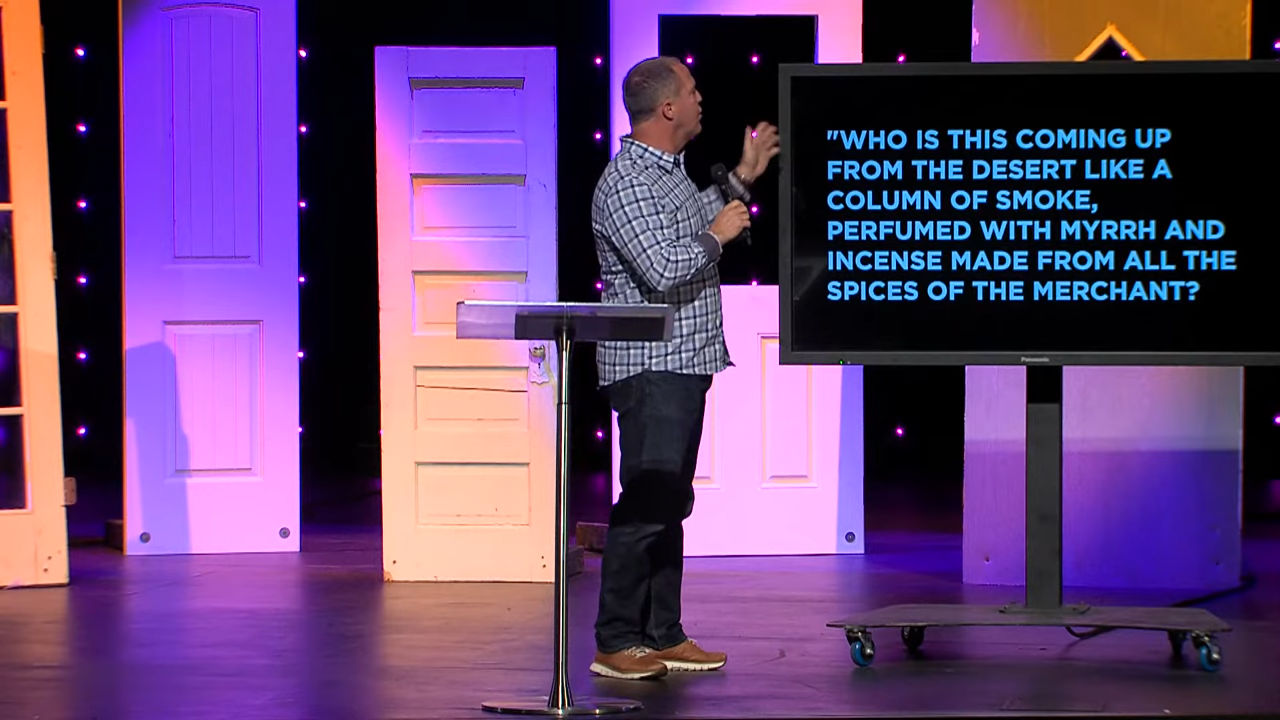 "WHO IS THIS COMING UP
FROM THE DESERT LIKE A
COLUMN OF SMOKE,
PERFUMED WITH MYRRH AND
INCENSE MADE FROM ALL THE
SPICES OF THE MERCHANT?
Panasonic